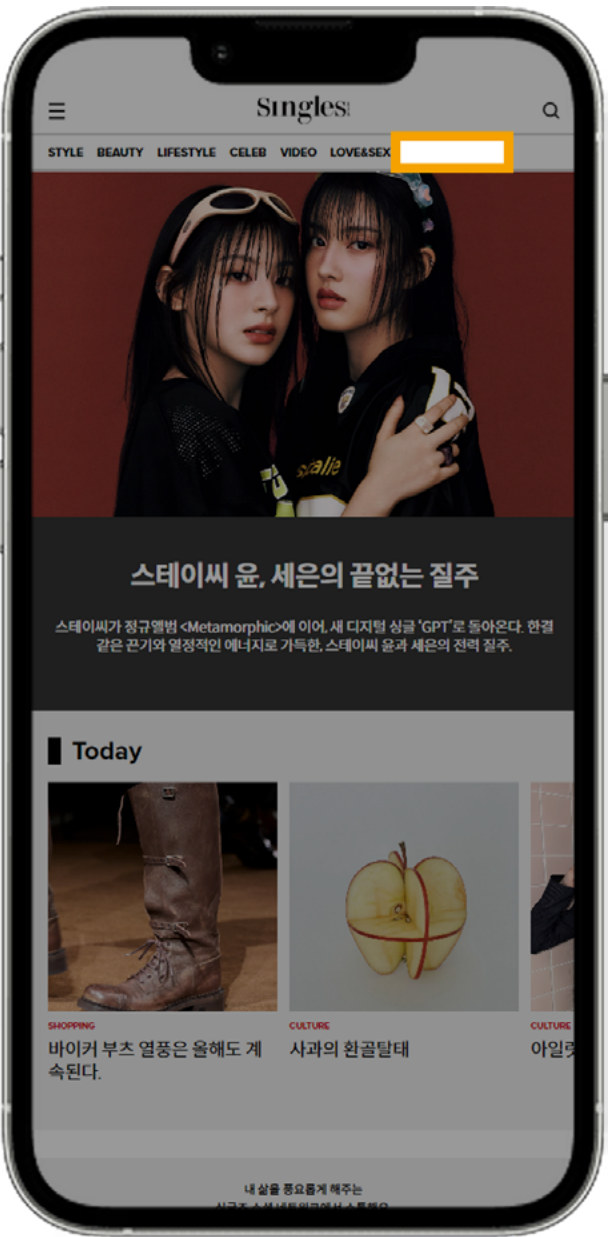 Singles
STYLE BEAUTY LIFESTYLE CELEB VIDEO LOVE&SEX
스테이씨 윤, 세은의 끝없는 질주
스테이씨가 정규앨범 <Metamorphic>에 이어, 새 디지털 싱글 'GPT'로 돌아온다. 한결
같은 끈기와 열정적인 에너지로 가득한, 스테이씨 윤과 세은의 전력 질주.
Today
SHOPPING
바이커 부츠 열풍은 올해도 계
속된다.
CULTURE
사과의 환골탈태
CULTURE
아일릿
내 삶을 풍요롭게 해주는